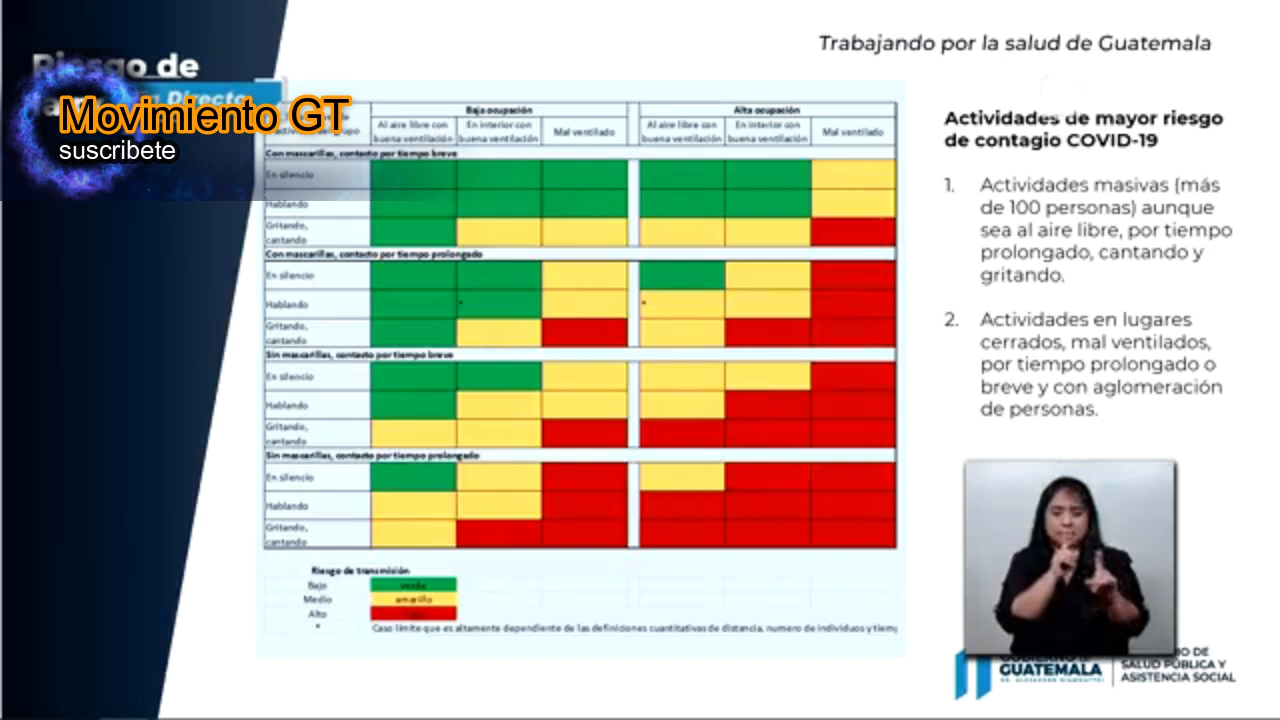 Trabajando por la salud de Guatemala
Riesgo de
Directo
Movimiento GT
suscribete
Baja ocupación
Alta ocupación
Al aire libre con buena ventilación
En interior con buena ventilación
Mal ventilado
Al aire libre con buena ventilación
En interior con buena ventilación
Mal ventilado
Con mascarillas, contacto por tiempo breve
En silencio
Hablando
Gritando,
cantando
Con mascarillas, contacto por tiempo prolongado
En silencio
Hablando
Gritando,
cantando
Sin mascarillas, contacto por tiempo breve
En silencio
Hablando
Gritando,
cantando
Sin mascarillas, contacto por tiempo prolongado
En silencio
Hablando
Gritando,
cantando
Riesgo de transmisión
Bajo verde
Medio amarillo
Alto
* Caso límite que es altamente dependiente de las definiciones cuantitativas de distancia, numero de individuos y tiemp
Actividades de mayor riesgo
de contagio COVID-19
1. Actividades masivas (más
de 100 personas) aunque
sea al aire libre, por tiempo
prolongado, cantando y
gritando.
2. Actividades en lugares
cerrados, mal ventilados,
por tiempo prolongado o
breve y con aglomeración
de personas.
GUATEMALA
DE
SALUD PÚBLICA Y
ASISTENCIA SOCIAL